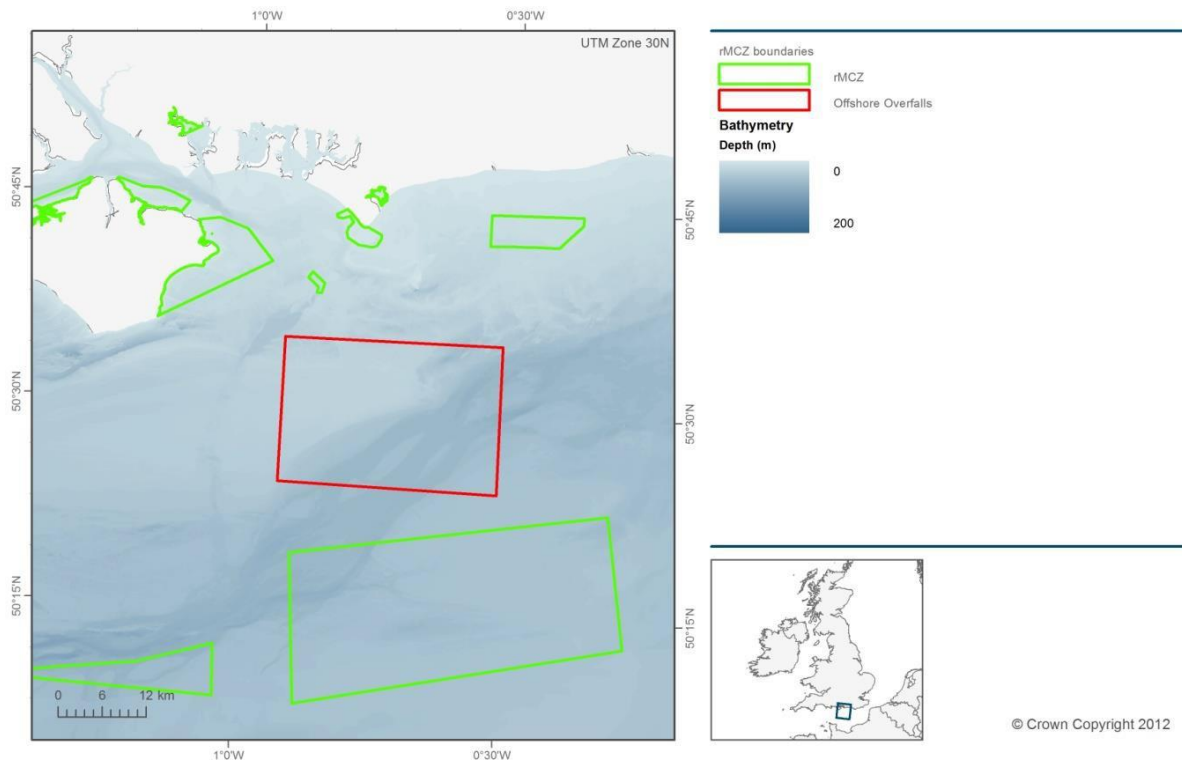 1°0'W
0°30'W
UTM Zone 30N
50°45'N
50°30'N
50°15'N
50°45'N
50°30'N
50°15'N
0
6
12 km
1°0'W
0°30'W
rMCZ boundaries
rMCZ
Offshore Overfalls
Bathymetry
Depth (m)
0
200
© Crown Copyright 2012